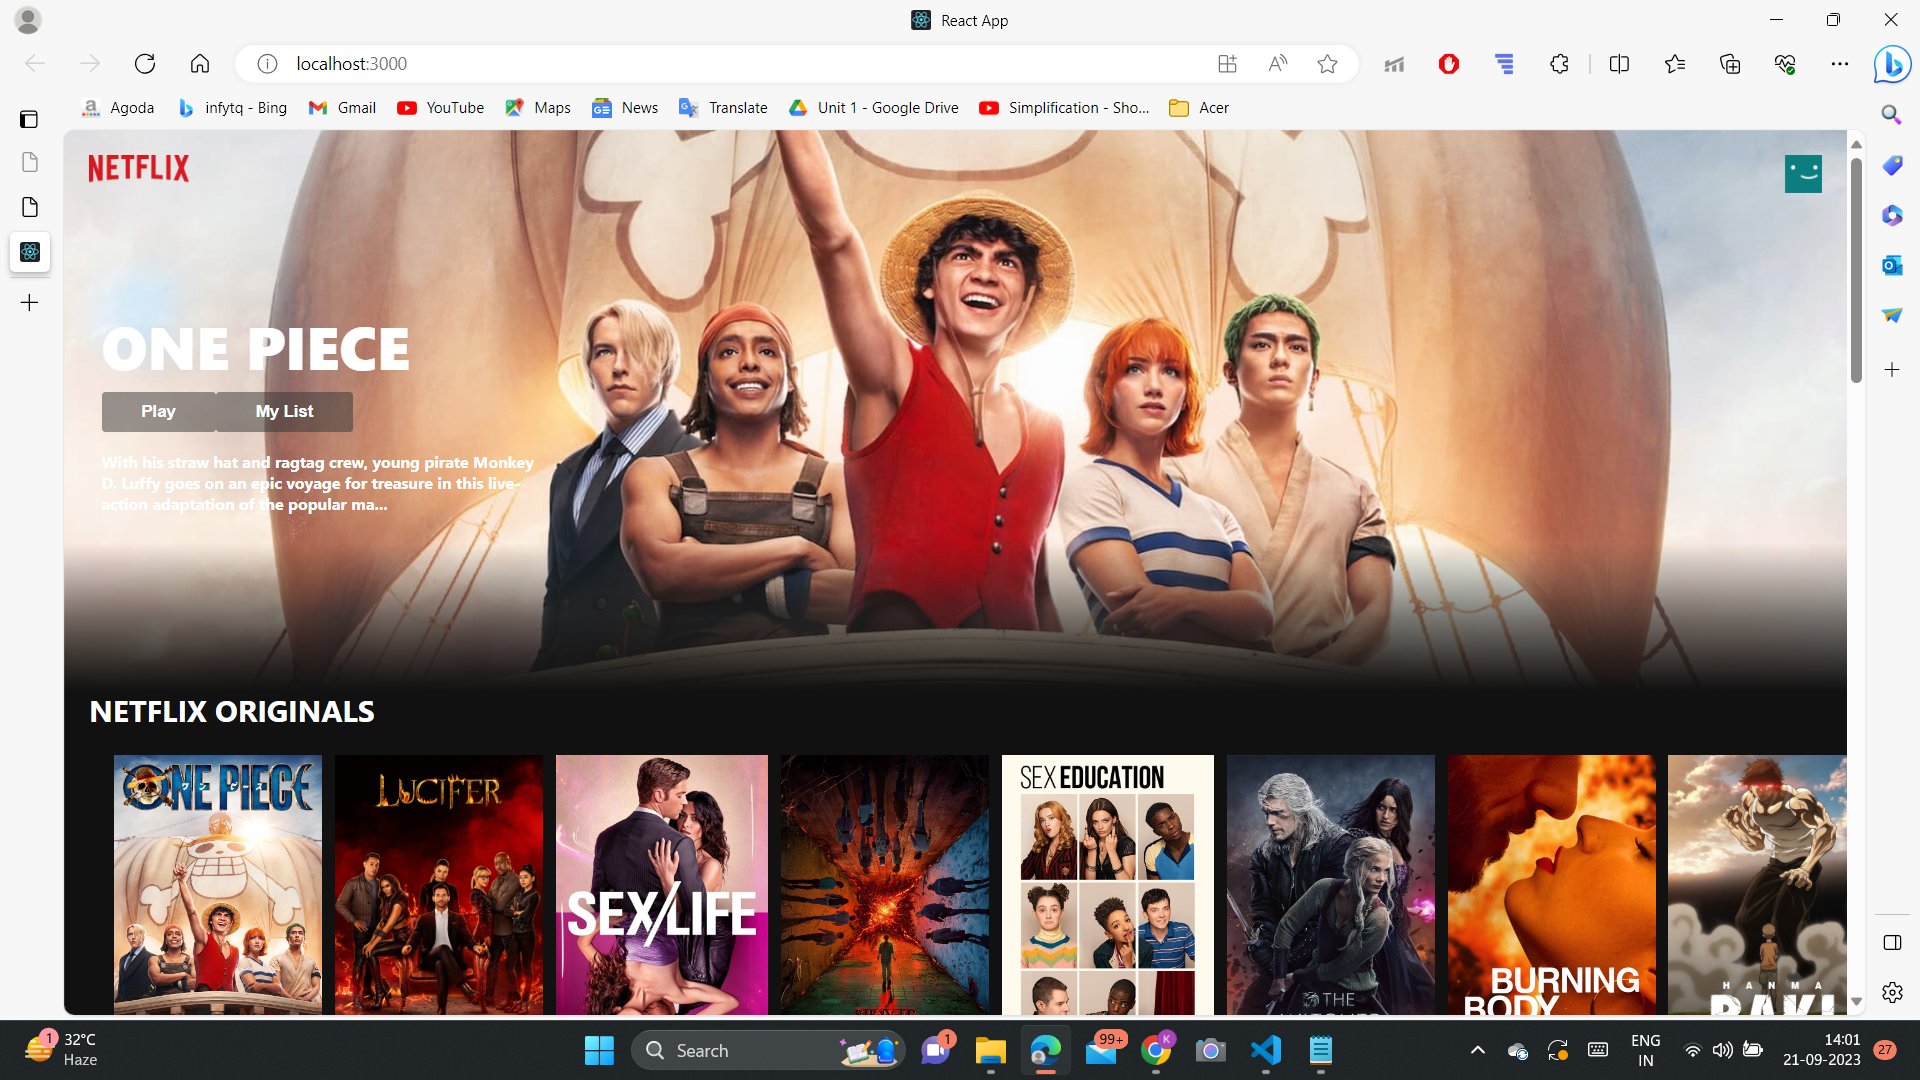 React App
localhost:3000
Agoda
infytq - Bing
Gmail
YouTube
Maps
News
Translate
Unit 1 - Google Drive
Simplification - Sho...
Acer
NETFLIX
ONE PIECE
Play
My List
With his straw hat and ragtag crew, young pirate Monkey
D. Luffy goes on an epic voyage for treasure in this live-
action adaptation of the popular ma...
NETFLIX ORIGINALS
ONE PIECE
LUCIFER
SEX/LIFE
SEX EDUCATION
THE
WITCHER
BURNING
BODY
HANMA
BAKI
1
32°C
Haze
Search
1
99+
K
ENG
IN
14:01
21-09-2023
27